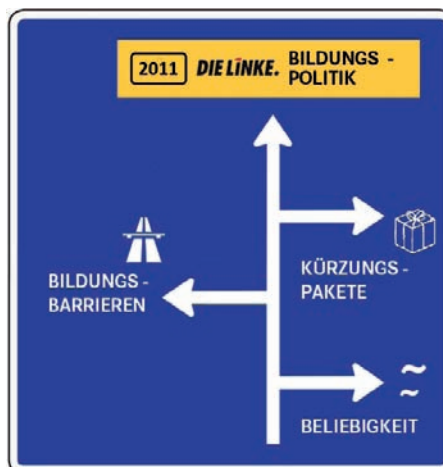 2011 DIE LINKE. BILDUNGS -
POLITIK
KÜRZUNGS -
PAKETE
BILDUNGS -
BARRIEREN
BELIEBIGKEIT